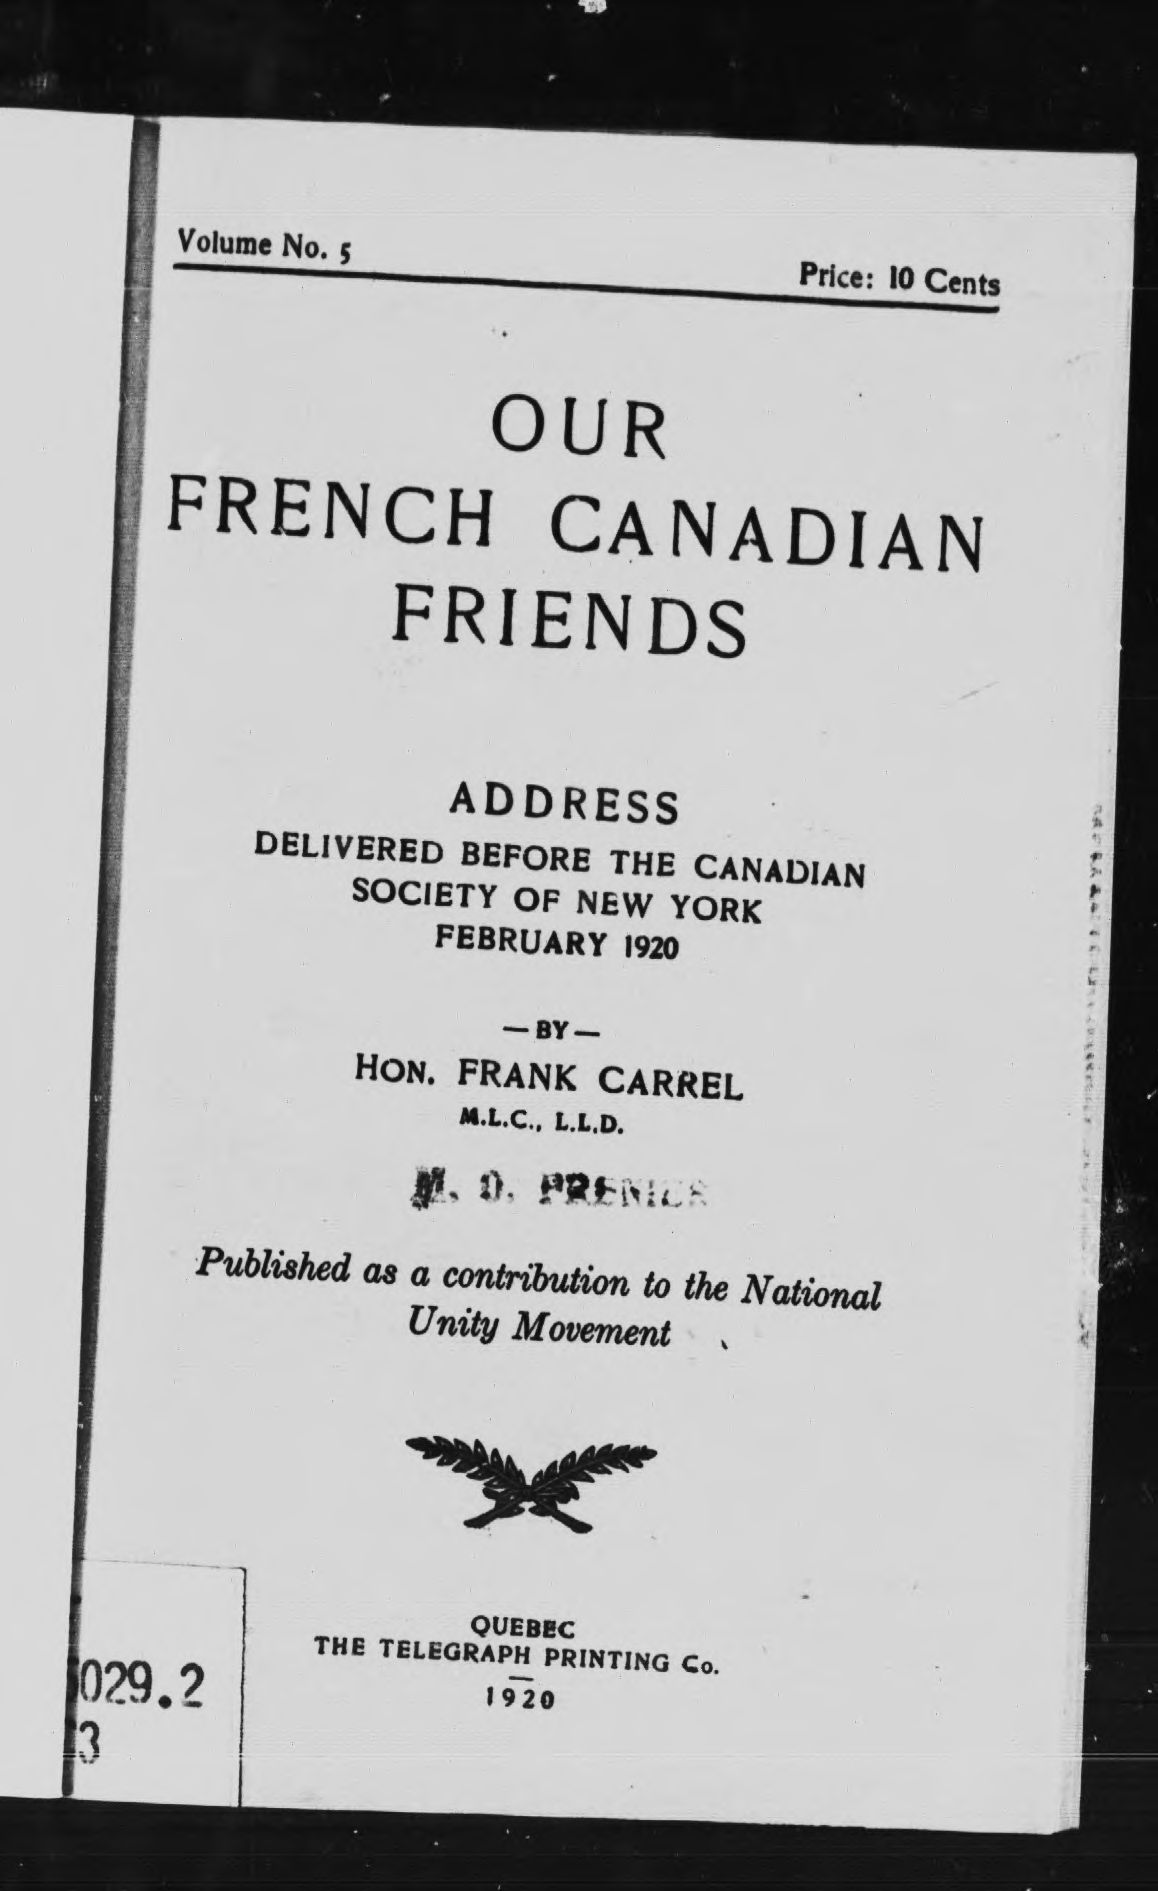 Volume No. 5
Price: 10 Cents
OUR
FRENCH CANADIAN
FRIENDS
ADDRESS
DELIVERED BEFORE THE CANADIAN
SOCIETY OF NEW YORK
FEBRUARY 1920
—BY—
HON. FRANK CARREL
M.L.C., L.L.D.
M. O.
Published as a contribution to the National
Unity Movement
QUEBEC
THE TELEGRAPH PRINTING Co.
1920
029.2
3